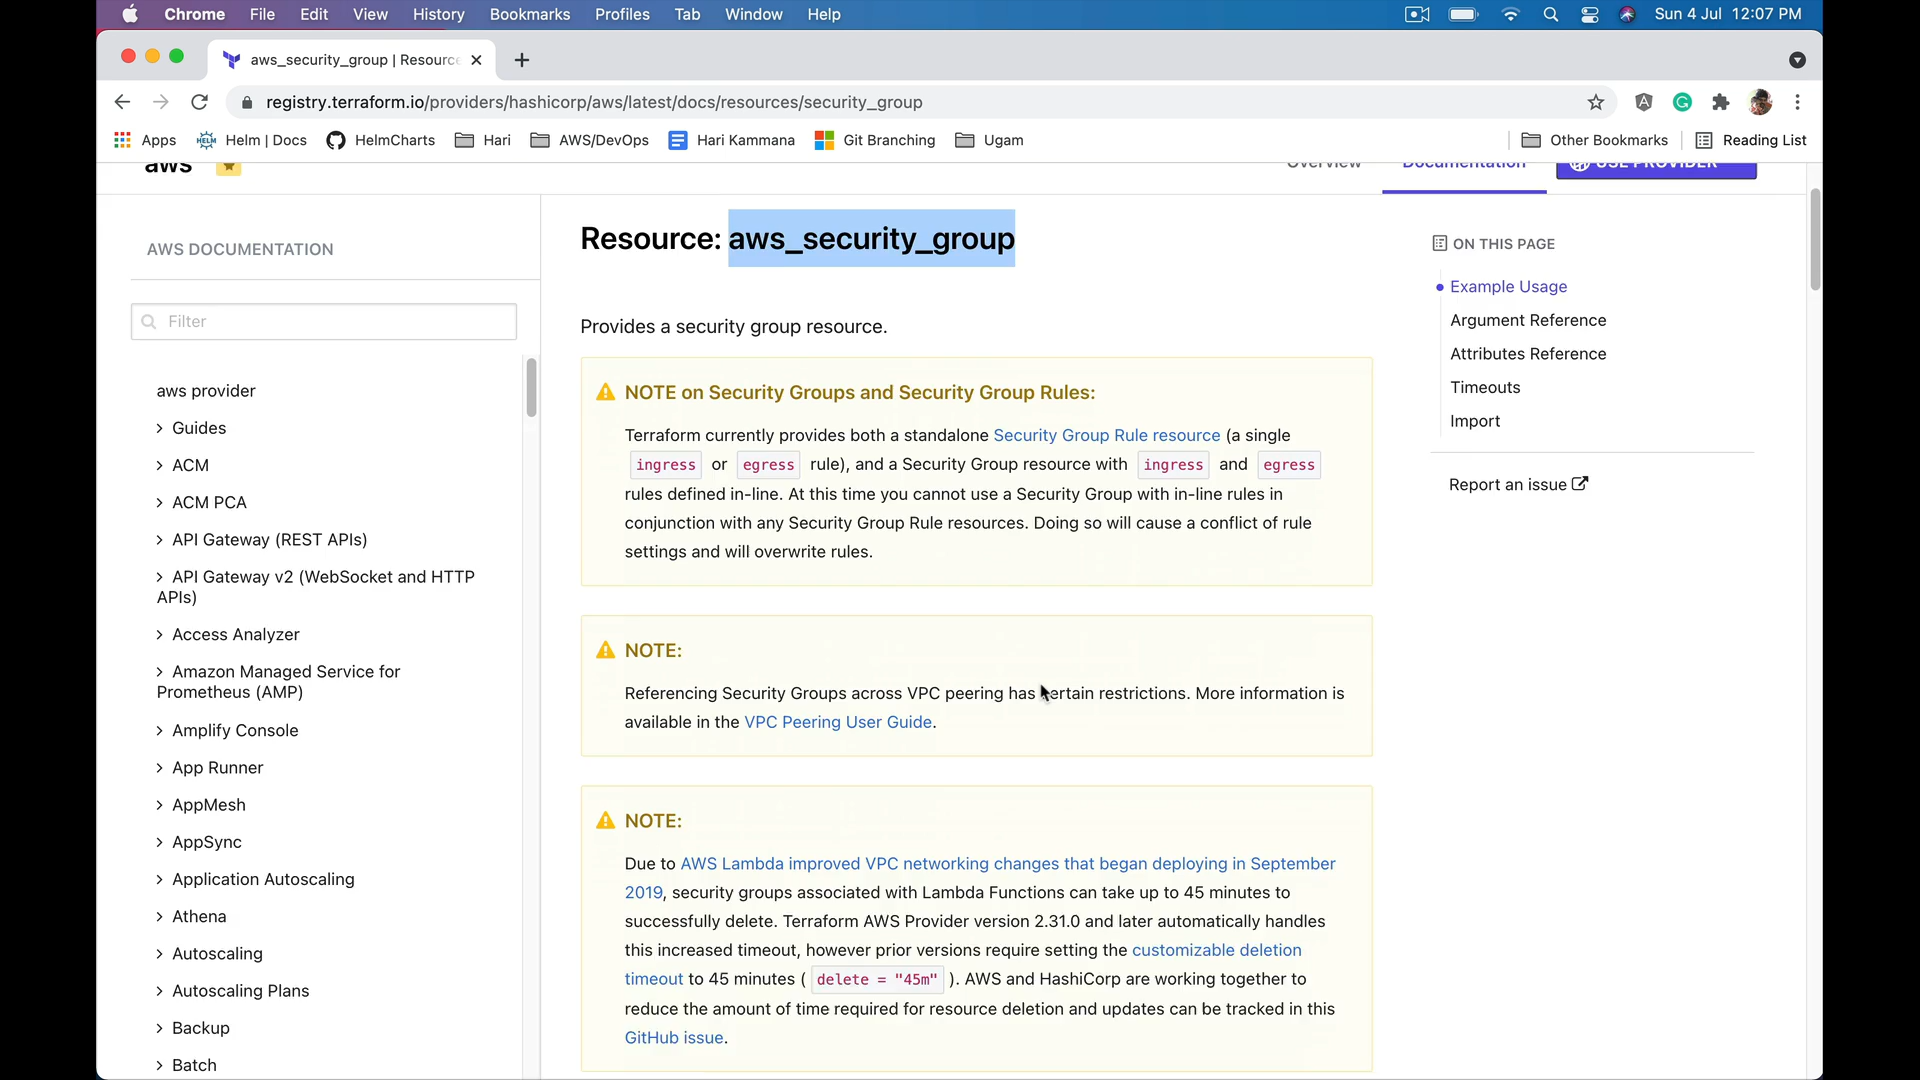 Chrome File Edit View History Bookmarks Profiles Tab Window Help Sun 4 Jul 12:07 PM
aws_security_group | Resource
registry.terraform.io/providers/hashicorp/aws/latest/docs/resources/security_group
Apps Helm | Docs HelmCharts Hari AWS/DevOps Hari Kammana Git Branching Ugam Other Bookmarks Reading List
aws Overview Documentation USE PROVIDER
AWS DOCUMENTATION
Filter
aws provider
Guides
ACM
ACM PCA
API Gateway (REST APIs)
API Gateway v2 (WebSocket and HTTP
APIs)
Access Analyzer
Amazon Managed Service for
Prometheus (AMP)
Amplify Console
App Runner
AppMesh
AppSync
Application Autoscaling
Athena
Autoscaling
Autoscaling Plans
Backup
Batch
Resource: aws_security_group
Provides a security group resource.
NOTE on Security Groups and Security Group Rules:
Terraform currently provides both a standalone Security Group Rule resource (a single
ingress or egress rule), and a Security Group resource with ingress and egress
rules defined in-line. At this time you cannot use a Security Group with in-line rules in
conjunction with any Security Group Rule resources. Doing so will cause a conflict of rule
settings and will overwrite rules.
NOTE:
Referencing Security Groups across VPC peering has certain restrictions. More information is
available in the VPC Peering User Guide.
NOTE:
Due to AWS Lambda improved VPC networking changes that began deploying in September
2019, security groups associated with Lambda Functions can take up to 45 minutes to
successfully delete. Terraform AWS Provider version 2.31.0 and later automatically handles
this increased timeout, however prior versions require setting the customizable deletion
timeout to 45 minutes ( delete = "45m" ). AWS and HashiCorp are working together to
reduce the amount of time required for resource deletion and updates can be tracked in this
GitHub issue.
ON THIS PAGE
Example Usage
Argument Reference
Attributes Reference
Timeouts
Import
Report an issue